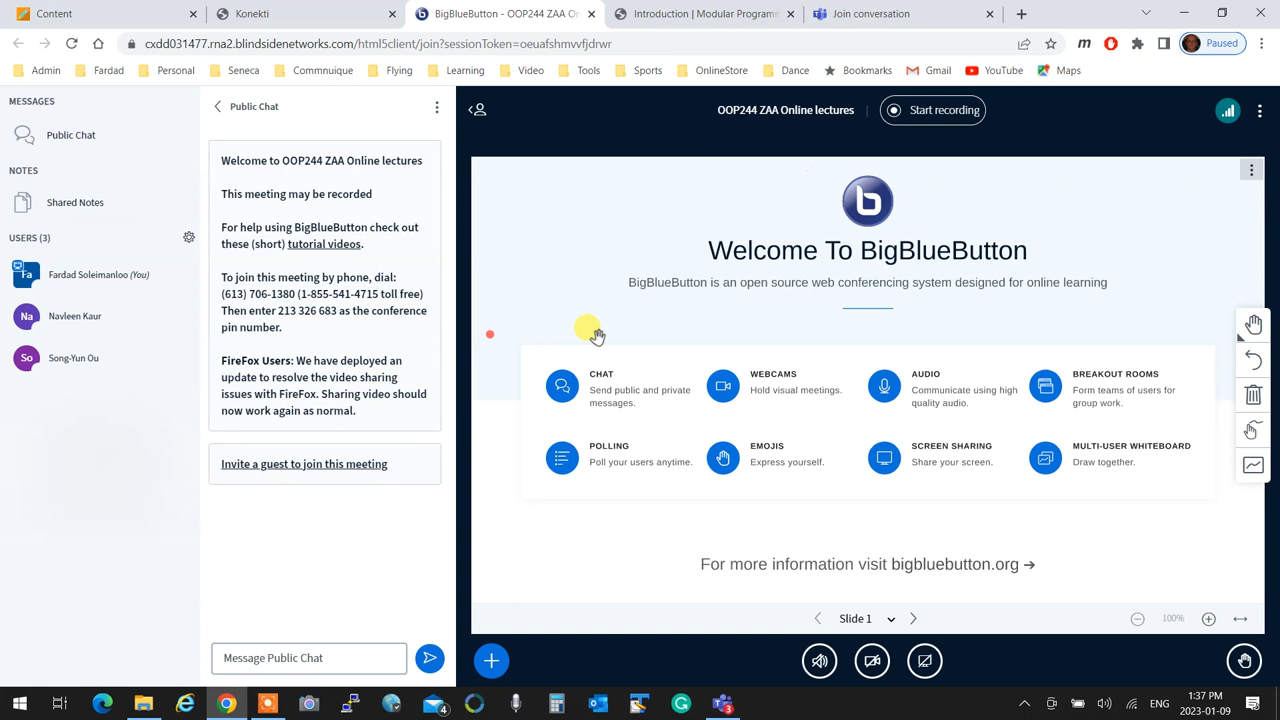 Content
Konekti
BigBlueButton - OOP244 ZAA On
Introduction | Modular Programm
Join conversation
cxdd031477.rna2.blindsidenetworks.com/html5client/join?sessionToken=oeuafshmvvfjdrwr
m
Paused
Admin
Fardad
Personal
Seneca
Commnuique
Flying
Learning
Video
Tools
Sports
OnlineStore
Dance
Bookmarks
Gmail
YouTube
Maps
MESSAGES
Public Chat
NOTES
Shared Notes
USERS (3)
Fa
Fardad Soleimanloo (You)
Na
Navleen Kaur
So
Song-Yun Ou
Public Chat
Welcome to OOP244 ZAA Online lectures
This meeting may be recorded
For help using BigBlueButton check out
these (short) tutorial videos.
To join this meeting by phone, dial:
(613) 706-1380 (1-855-541-4715 toll free)
Then enter 213 326 683 as the conference
pin number.
FireFox Users: We have deployed an
update to resolve the video sharing
issues with FireFox. Sharing video should
now work again as normal.
Invite a guest to join this meeting
Message Public Chat
OOP244 ZAA Online lectures
Start recording
b
Welcome To BigBlueButton
BigBlueButton is an open source web conferencing system designed for online learning
CHAT
Send public and private
messages.
WEBCAMS
Hold visual meetings.
AUDIO
Communicate using high
quality audio.
BREAKOUT ROOMS
Form teams of users for
group work.
POLLING
Poll your users anytime.
EMOJIS
Express yourself.
SCREEN SHARING
Share your screen.
MULTI-USER WHITEBOARD
Draw together.
For more information visit bigbluebutton.org ➔
Slide 1
100%
4
3
ENG
1:37 PM
2023-01-09